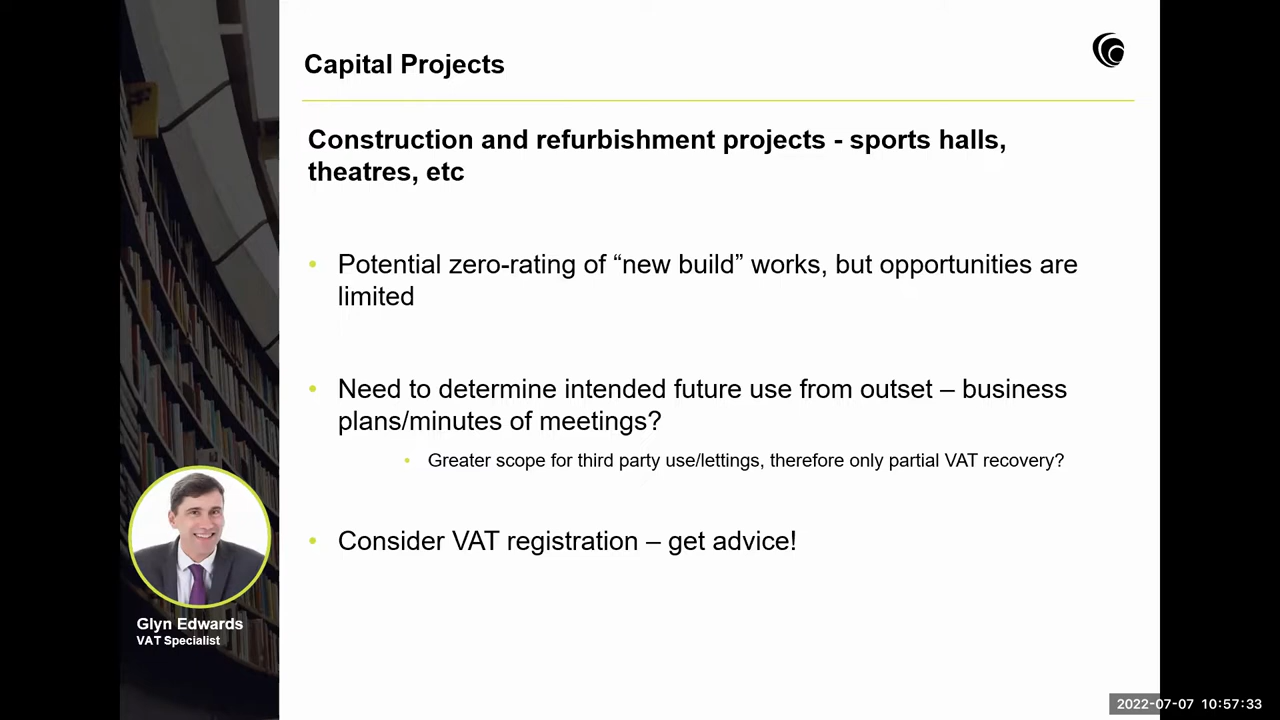 Capital Projects
Construction and refurbishment projects - sports halls,
theatres, etc
• Potential zero-rating of “new build” works, but opportunities are
limited
• Need to determine intended future use from outset – business
plans/minutes of meetings?
• Greater scope for third party use/lettings, therefore only partial VAT recovery?
• Consider VAT registration – get advice!
Glyn Edwards
VAT Specialist
2022-07-07 10:57:33